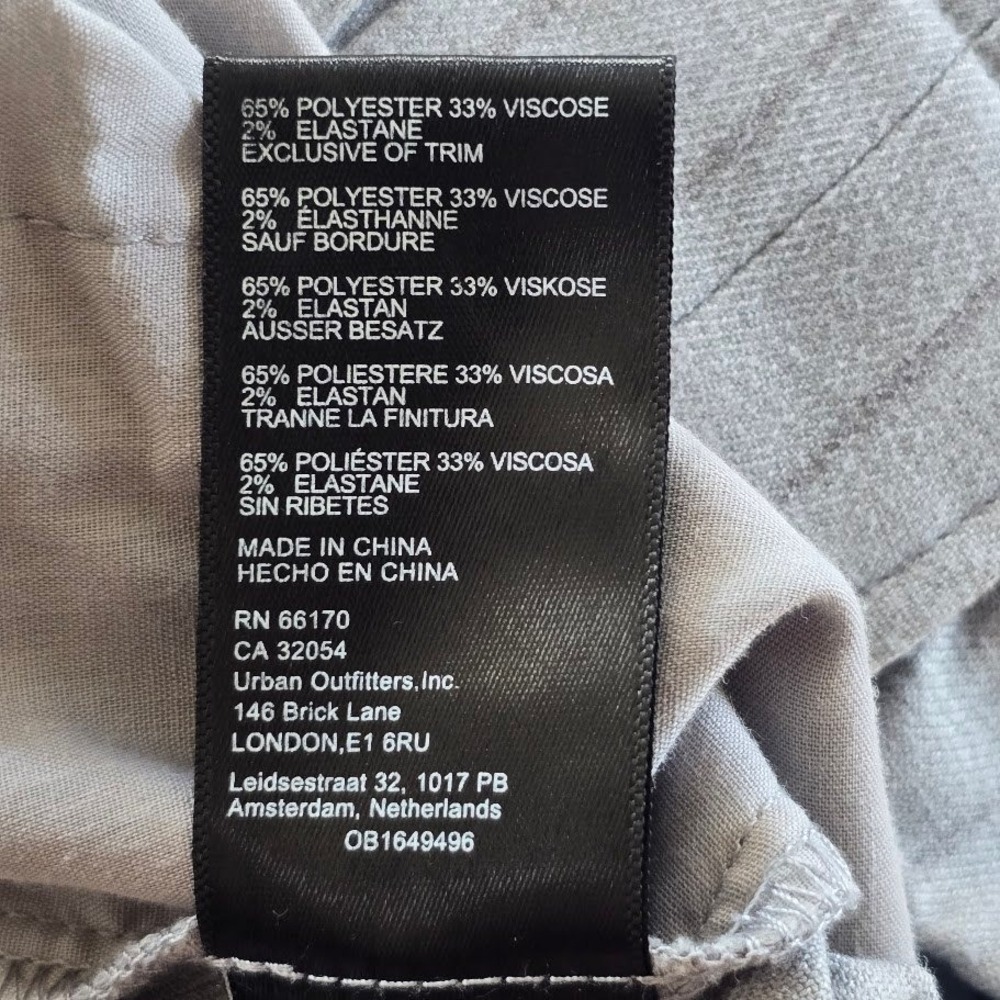 65% POLYESTER 33% VISCOSE
2% ELASTANE
EXCLUSIVE OF TRIM
65% POLYESTER 33% VISCOSE
2% ÉLASTHANNE
SAUF BORDURE
65% POLYESTER 33% VISKOSE
2% ELASTAN
AUSSER BESATZ
65% POLIESTERE 33% VISCOSA
2% ELASTAN
TRANNE LA FINITURA
65% POLIÉSTER 33% VISCOSA
2% ELASTANE
SIN RIBETES
MADE IN CHINA
HECHO EN CHINA
RN 66170
CA 32054
Urban Outfitters,Inc.
146 Brick Lane
LONDON,E1 6RU
Leidsestraat 32, 1017 PB
Amsterdam, Netherlands
OB1649496